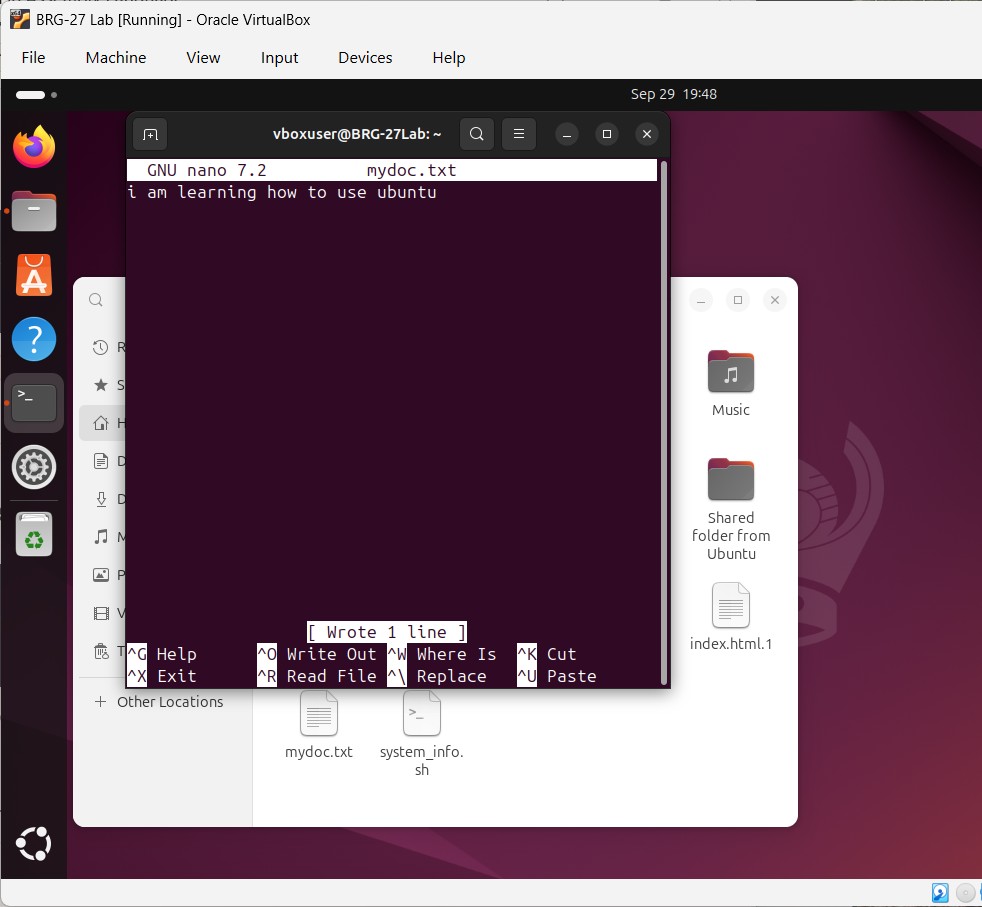 BRG-27 Lab [Running] - Oracle VirtualBox
File Machine View Input Devices Help
Sep 29 19:48
vboxuser@BRG-27Lab: ~
GNU nano 7.2 mydoc.txt
i am learning how to use ubuntu
[ Wrote 1 line ]
^G Help ^O Write Out ^W Where Is ^K Cut
^X Exit ^R Read File ^\ Replace ^U Paste
R
S
H
D
D
M
P
V
T
Other Locations
Music
Shared
folder from
Ubuntu
index.html.1
mydoc.txt
system_info.
sh